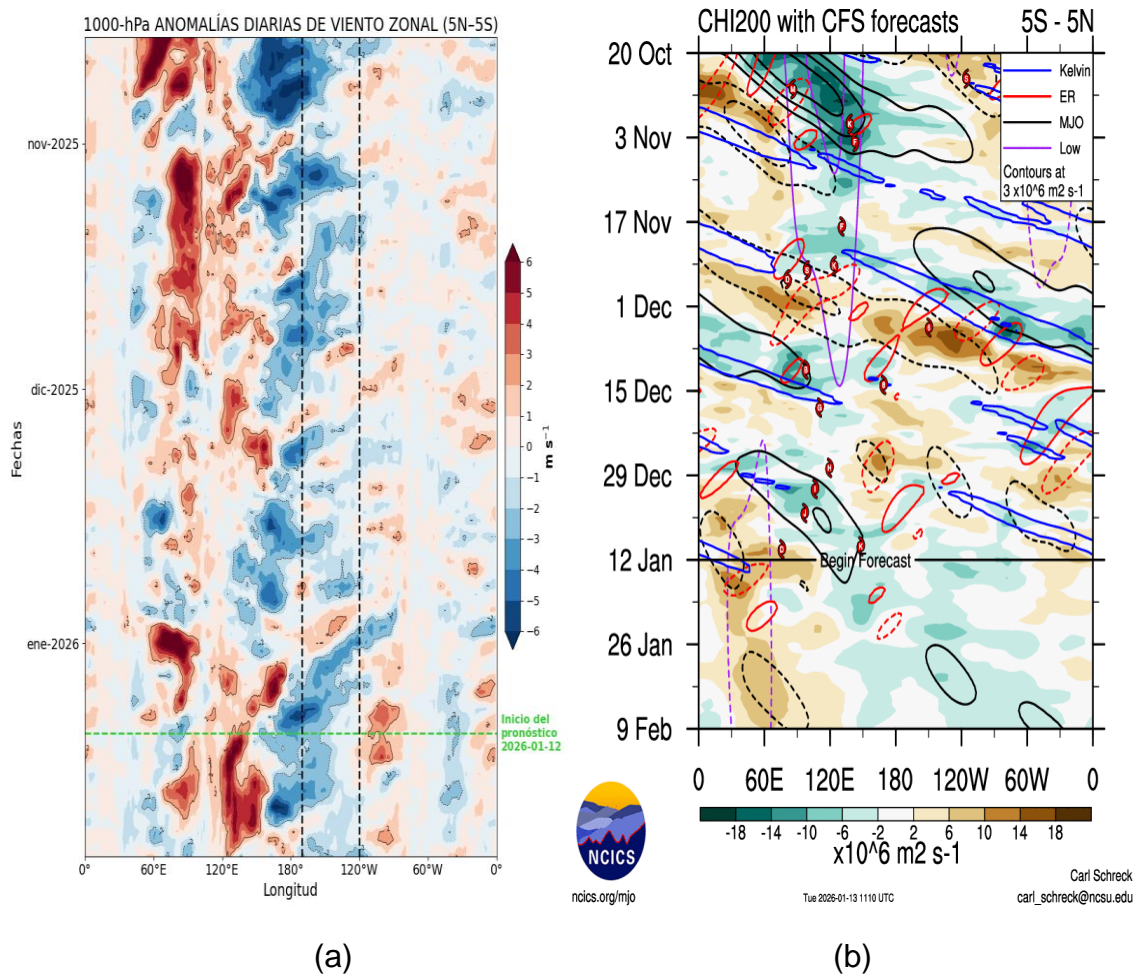 1000-hPa ANOMALÍAS DIARIAS DE VIENTO ZONAL (5N–5S)
nov-2025
dic-2025
ene-2026
Fechas
0°
60°E
120°E
180°
120°W
60°W
0°
Longitud
6
5
4
3
2
1
0
−1
−2
−3
−4
−5
−6
m s⁻¹
Inicio del
pronóstico
2026-01-12
(a)
CHI200 with CFS forecasts 5S - 5N
20 Oct
3 Nov
17 Nov
1 Dec
15 Dec
29 Dec
12 Jan
26 Jan
9 Feb
Kelvin
ER
MJO
Low
Contours at
3 x10^6 m2 s-1
Begin Forecast
0 60E 120E 180 120W 60W 0
-18 -14 -10 -6 -2 2 6 10 14 18
x10^6 m2 s-1
NCICS
ncics.org/mjo
Tue 2026-01-13 1110 UTC
Carl Schreck
carl_schreck@ncsu.edu
(b)